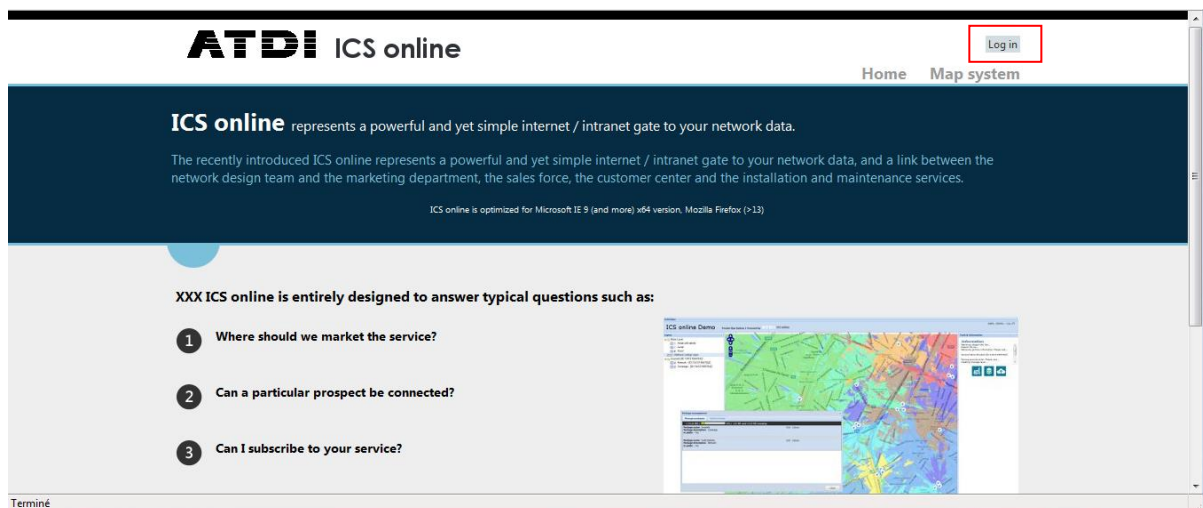 ATDI ICS online
Log in
Home Map system
ICS online represents a powerful and yet simple internet / intranet gate to your network data.
The recently introduced ICS online represents a powerful and yet simple internet / intranet gate to your network data, and a link between the
network design team and the marketing department, the sales force, the customer center and the installation and maintenance services.
ICS online is optimized for Microsoft IE 9 (and more) x64 version, Mozilla Firefox (>13)
XXX ICS online is entirely designed to answer typical questions such as:
1 Where should we market the service?
2 Can a particular prospect be connected?
3 Can I subscribe to your service?
ICS online Demo
Terminé